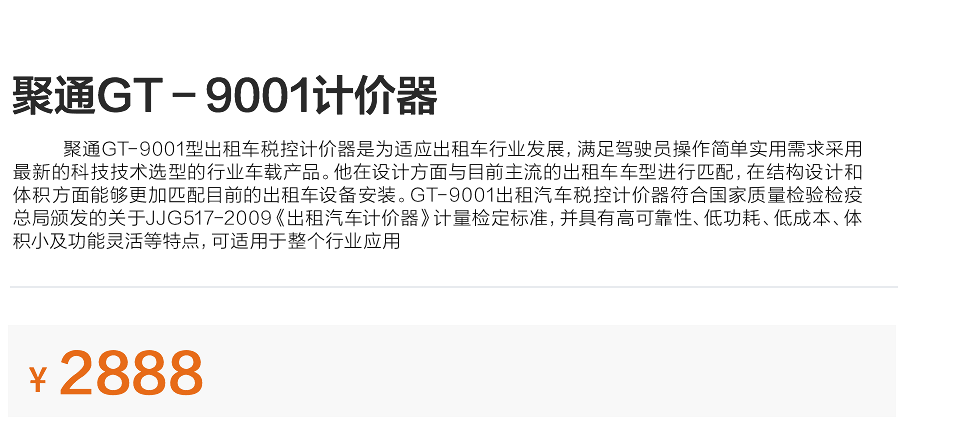 聚通GT-9001计价器
聚通GT-9001型出租车税控计价器是为适应出租车行业发展，满足驾驶员操作简单实用需求采用
最新的科技技术选型的行业车载产品。他在设计方面与目前主流的出租车车型进行匹配，在结构设计和
体积方面能够更加匹配目前的出租车设备安装。GT-9001出租汽车税控计价器符合国家质量检验检疫
总局颁发的关于JJG517-2009《出租汽车计价器》计量检定标准，并具有高可靠性、低功耗、低成本、体
积小及功能灵活等特点，可适用于整个行业应用
¥2888